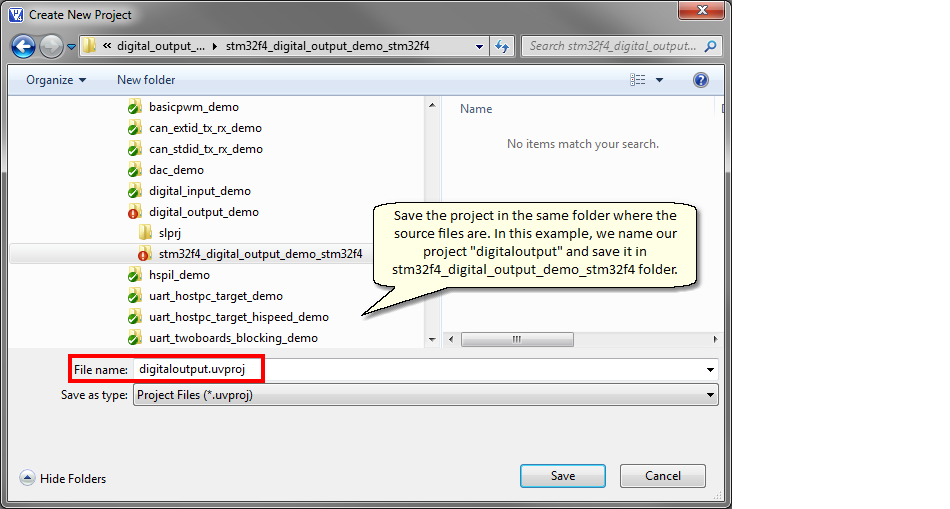 Create New Project
« digital_output_... ▸ stm32f4_digital_output_demo_stm32f4
Search stm32f4_digital_output...
Organize
New folder
basicpwm_demo
can_extid_tx_rx_demo
can_stdid_tx_rx_demo
dac_demo
digital_input_demo
digital_output_demo
slprj
stm32f4_digital_output_demo_stm32f4
hspil_demo
uart_hostpc_target_demo
uart_hostpc_target_hispeed_demo
uart_twoboards_blocking_demo
Name
No items match your search.
Save the project in the same folder where the
source files are. In this example, we name our
project "digitaloutput" and save it in
stm32f4_digital_output_demo_stm32f4 folder.
File name: digitaloutput.uvproj
Save as type: Project Files (*.uvproj)
Hide Folders
Save
Cancel